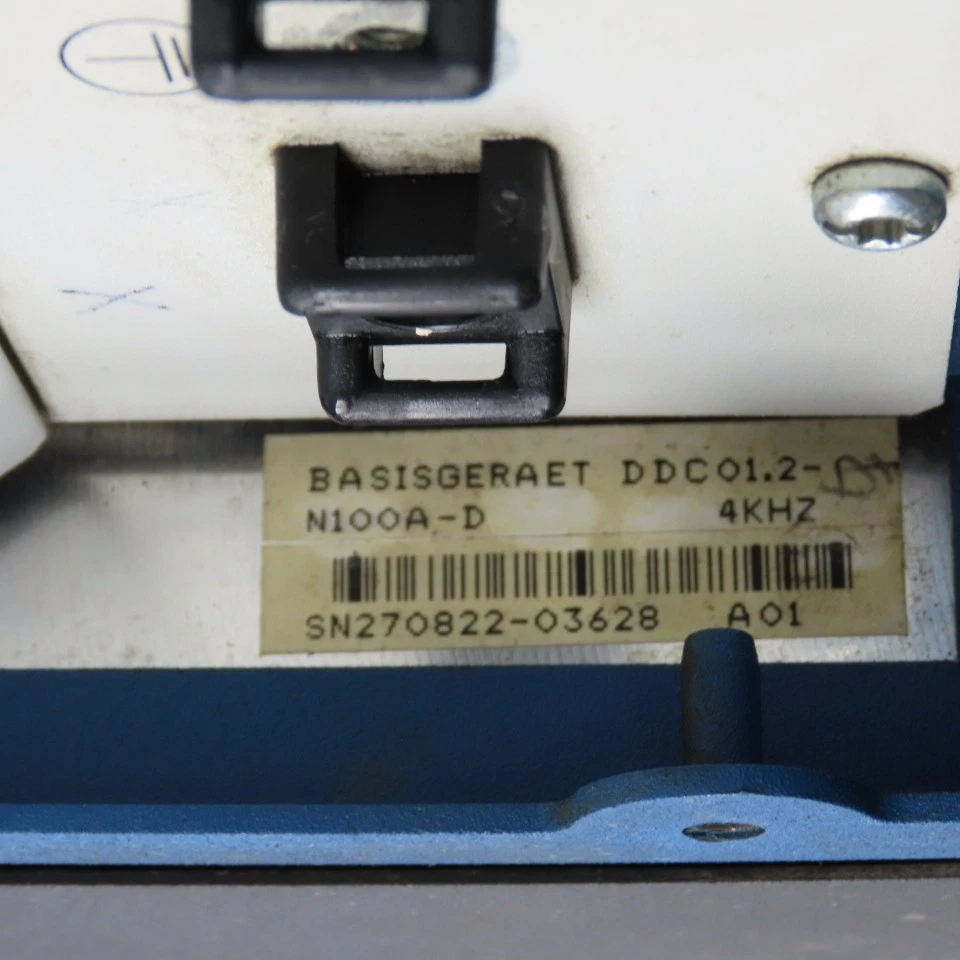 BASISGERAET DDC01.2-
N100A-D 4KHZ
SN270822-03628 A01